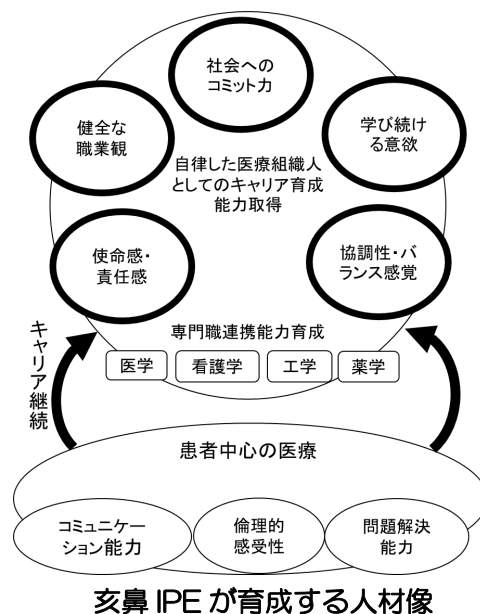 社会への
コミット力
健全な
職業観
学び続け
る意欲
自律した医療組織人
としてのキャリア育成
能力取得
使命感・
責任感
協調性・バ
ランス感覚
専門職連携能力育成
医学
看護学
工学
薬学
キャリア継続
患者中心の医療
コミュニケー
ション能力
倫理的
感受性
問題解決
能力
亥鼻 IPE が育成する人材像